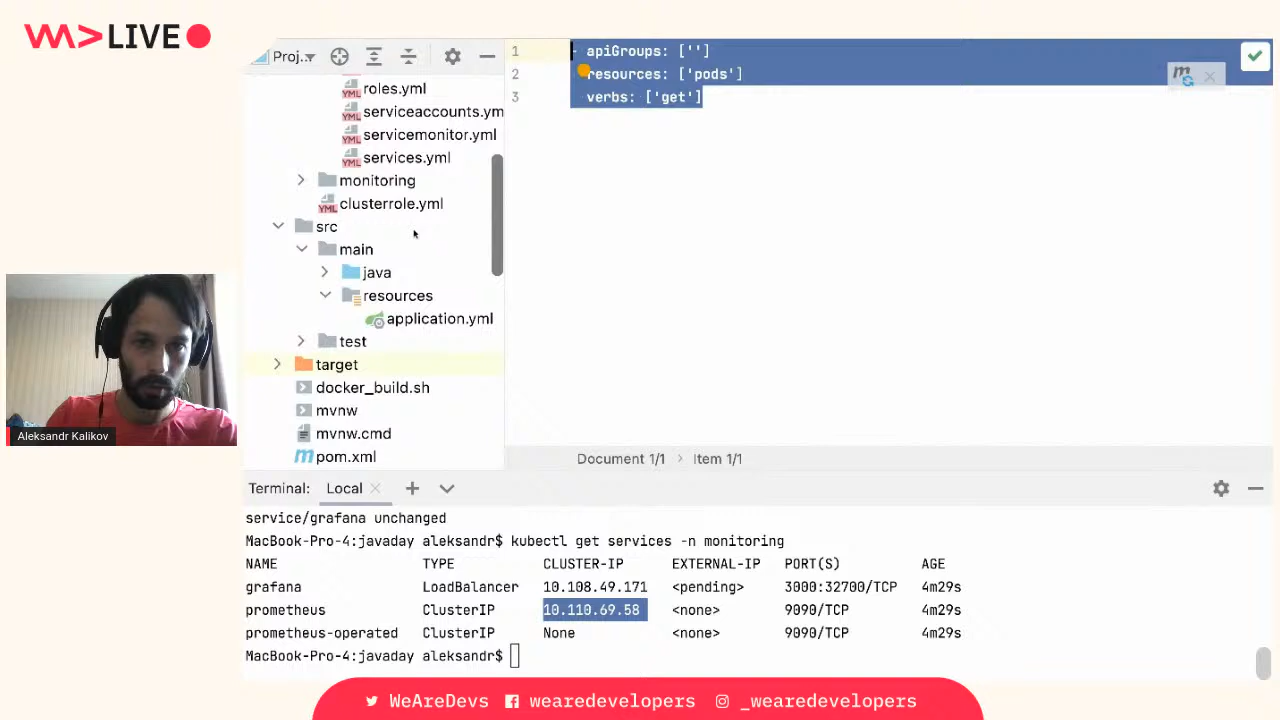 WA>LIVE
Proj...
roles.yml
serviceaccounts.ym
servicemonitor.yml
services.yml
monitoring
clusterrole.yml
src
main
java
resources
application.yml
test
target
docker_build.sh
mvnw
mvnw.cmd
pom.xml
1 - apiGroups: ['']
2 resources: ['pods']
3 verbs: ['get']
Document 1/1 > Item 1/1
Aleksandr Kalikov
Terminal: Local
service/grafana unchanged
MacBook-Pro-4:javaday aleksandr$ kubectl get services -n monitoring
NAME TYPE CLUSTER-IP EXTERNAL-IP PORT(S) AGE
grafana LoadBalancer 10.108.49.171 <pending> 3000:32700/TCP 4m29s
prometheus ClusterIP 10.110.69.58 <none> 9090/TCP 4m29s
prometheus-operated ClusterIP None <none> 9090/TCP 4m29s
MacBook-Pro-4:javaday aleksandr$
WeAreDevs wearedevelopers _wearedevelopers